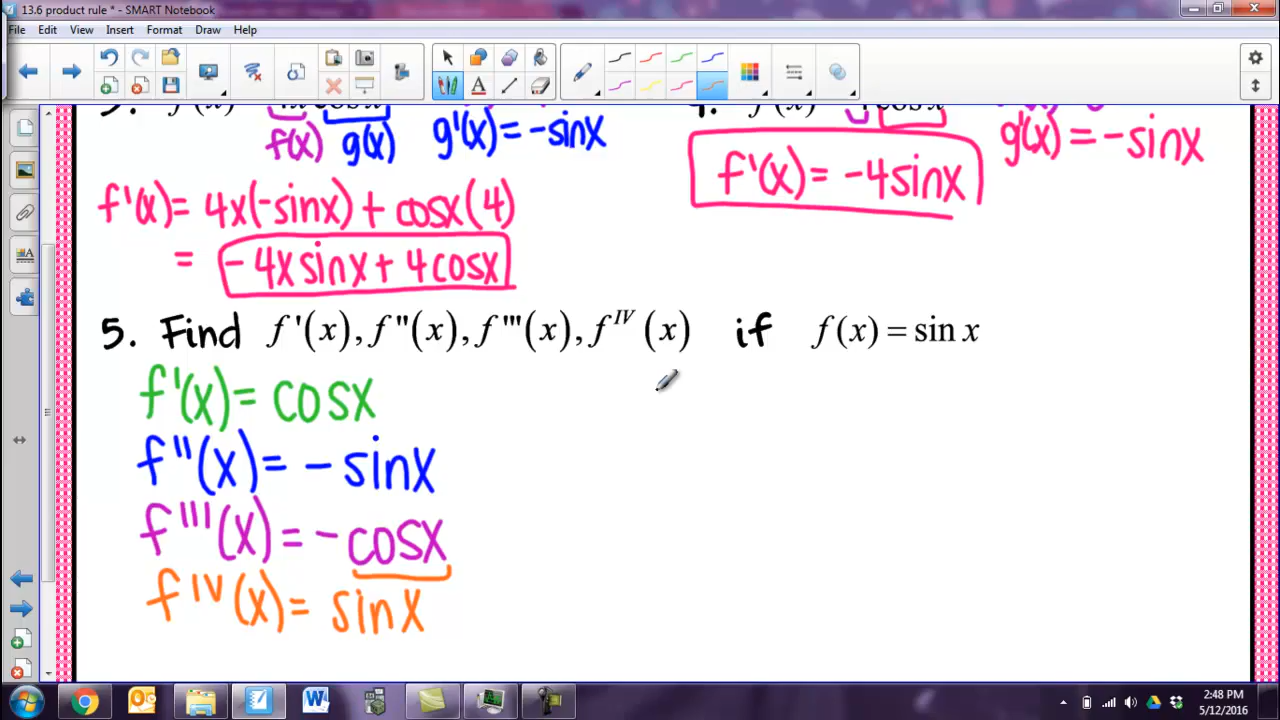 13.6 product rule * - SMART Notebook
File Edit View Insert Format Draw Help
f(x) g(x) g'(x) = -sinx
g'(x) = -sinx
f'(x) = -4sinx
f'(x) = 4x(-sinx) + cosx(4)
= -4xsinx + 4cosx
5. Find f'(x), f''(x), f'''(x), f^IV(x) if f(x) = sin x
f'(x) = cosx
f''(x) = -sinx
f'''(x) = -cosx
f^IV(x) = sinx
2:48 PM
5/12/2016